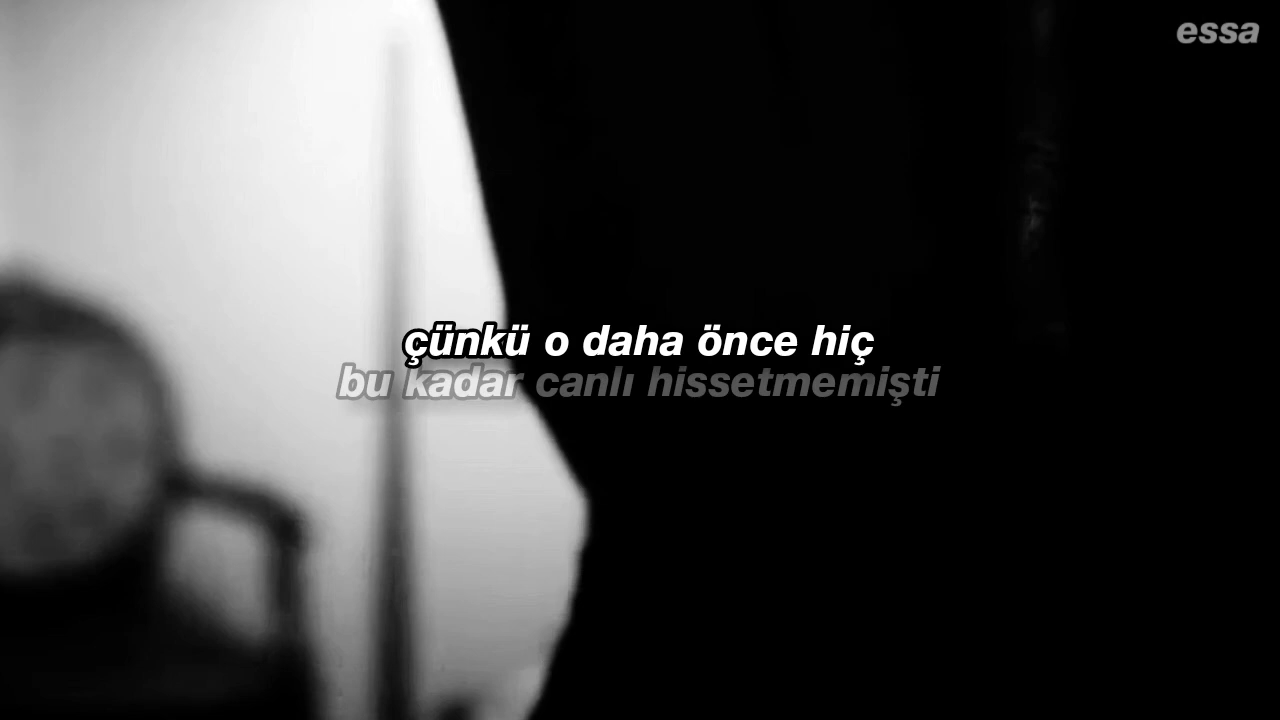 essa
çünkü o daha önce hiç
bu kadar canlı hissetmemişti